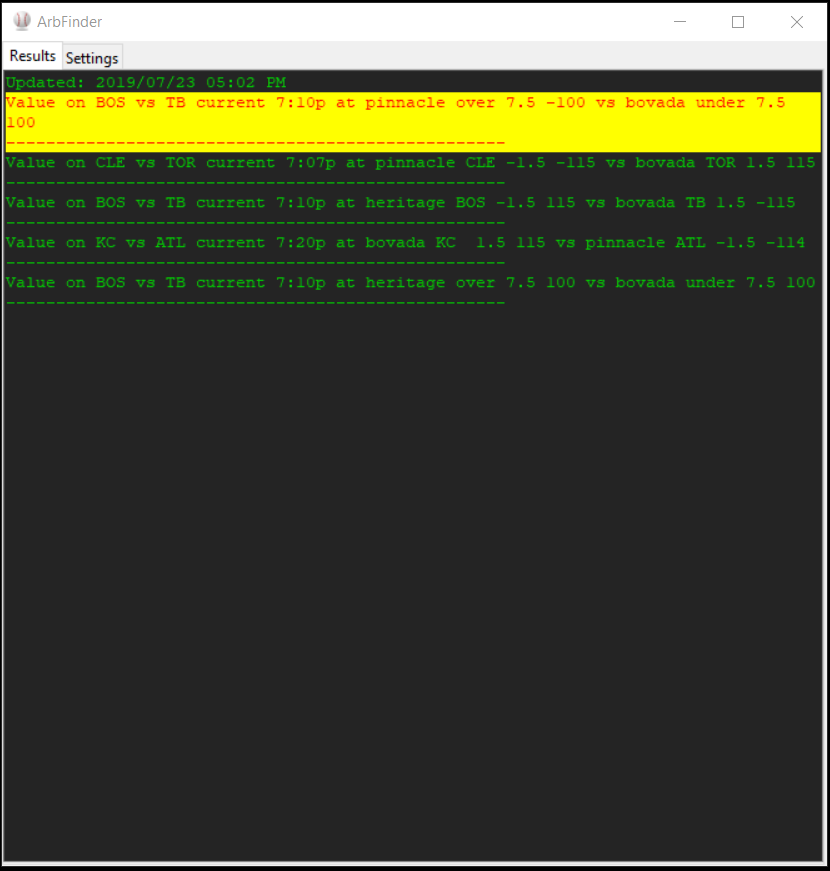 ArbFinder
Results Settings
Updated: 2019/07/23 05:02 PM
Value on BOS vs TB current 7:10p at pinnacle over 7.5 -100 vs bovada under 7.5
100
--------------------------------------------------
Value on CLE vs TOR current 7:07p at pinnacle CLE -1.5 -115 vs bovada TOR 1.5 115
--------------------------------------------------
Value on BOS vs TB current 7:10p at heritage BOS -1.5 115 vs bovada TB 1.5 -115
--------------------------------------------------
Value on KC vs ATL current 7:20p at bovada KC  1.5 115 vs pinnacle ATL -1.5 -114
--------------------------------------------------
Value on BOS vs TB current 7:10p at heritage over 7.5 100 vs bovada under 7.5 100
--------------------------------------------------